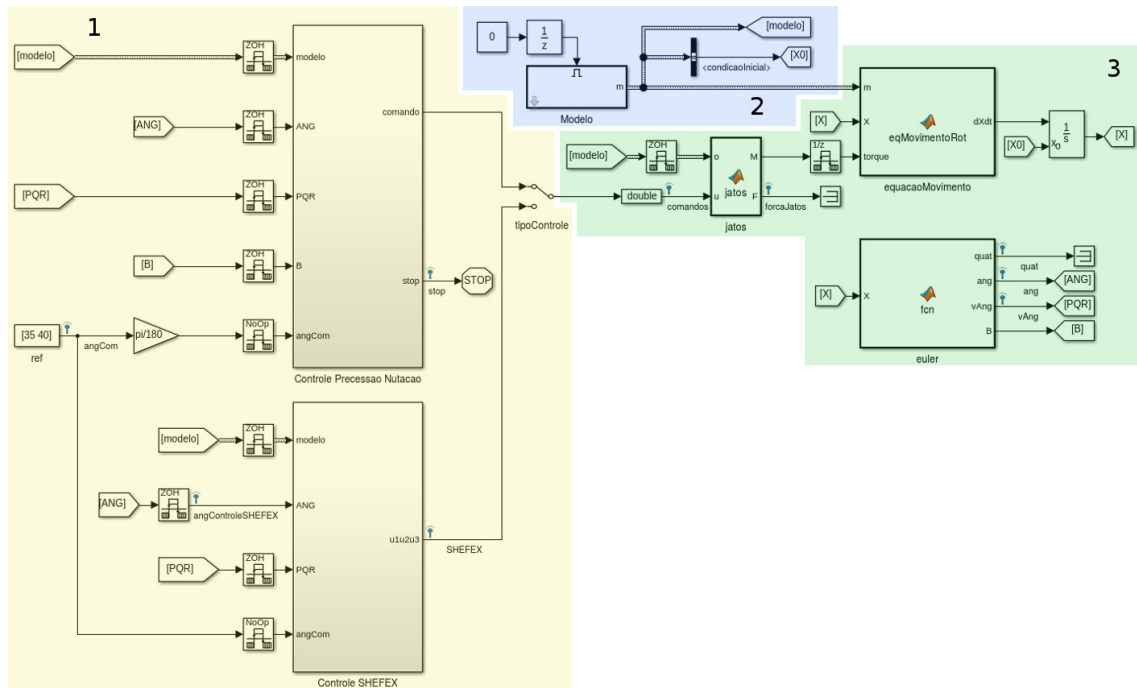 1
[modelo]
ZOH
modelo
[ANG]
ZOH
ANG
comando
[PQR]
ZOH
PQR
tipoControle
[B]
ZOH
B
stop
stop
STOP
[35 40]
ref
angCom
pi/180
NoOp
angCom
Controle Precessao Nutacao
[modelo]
ZOH
modelo
[ANG]
ZOH
angControleSHEFEX
ANG
u1u2u3
SHEFEX
[PQR]
ZOH
PQR
NoOp
angCom
Controle SHEFEX
2
0
1
z
m
Modelo
[modelo]
<condicaoInicial>
[X0]
3
m
[X]
X
eqMovimentoRot
dXdt
torque
equacaoMovimento
[X0]
1
s
xo
[X]
[modelo]
ZOH
o
M
1/z
double
comandos
u
jatos
F
forcaJatos
jatos
[X]
X
fcn
quat
quat
ang
ang
[ANG]
vAng
vAng
[PQR]
B
[B]
euler